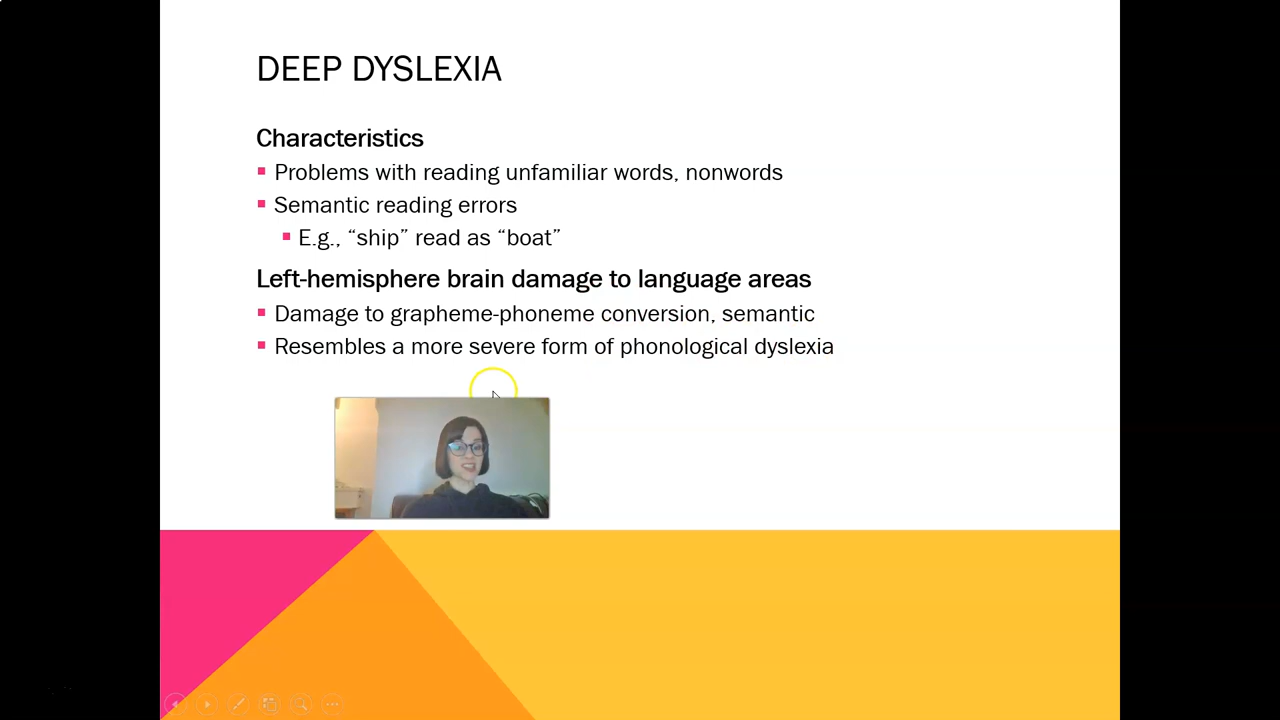 DEEP DYSLEXIA
Characteristics
Problems with reading unfamiliar words, nonwords
Semantic reading errors
E.g., “ship” read as “boat”
Left-hemisphere brain damage to language areas
Damage to grapheme-phoneme conversion, semantic
Resembles a more severe form of phonological dyslexia